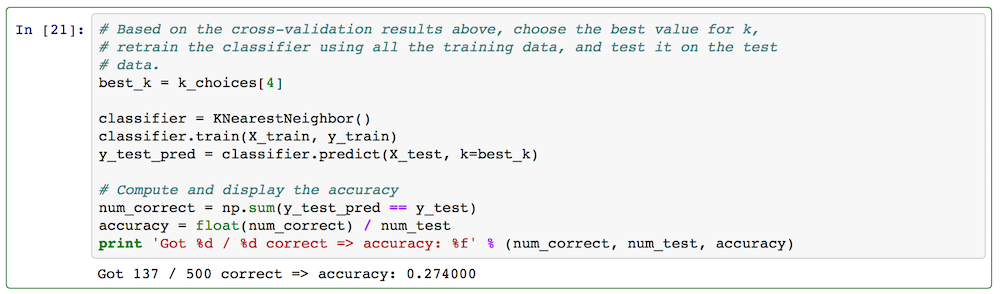 In [21]: # Based on the cross-validation results above, choose the best value for k,
# retrain the classifier using all the training data, and test it on the test
# data.
best_k = k_choices[4]

classifier = KNearestNeighbor()
classifier.train(X_train, y_train)
y_test_pred = classifier.predict(X_test, k=best_k)

# Compute and display the accuracy
num_correct = np.sum(y_test_pred == y_test)
accuracy = float(num_correct) / num_test
print 'Got %d / %d correct => accuracy: %f' % (num_correct, num_test, accuracy)
Got 137 / 500 correct => accuracy: 0.274000